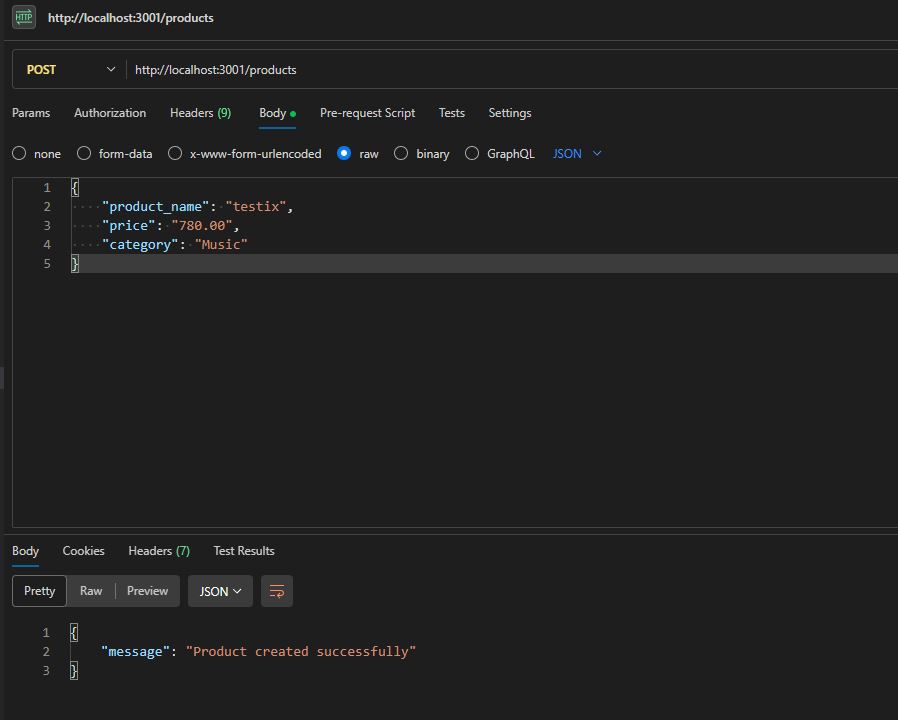 HTTP http://localhost:3001/products
POST http://localhost:3001/products
Params Authorization Headers (9) Body Pre-request Script Tests Settings
none form-data x-www-form-urlencoded raw binary GraphQL JSON
1 {
2 "product_name": "testix",
3 "price": "780.00",
4 "category": "Music"
5 }
Body Cookies Headers (7) Test Results
Pretty Raw Preview JSON
1 {
2 "message": "Product created successfully"
3 }